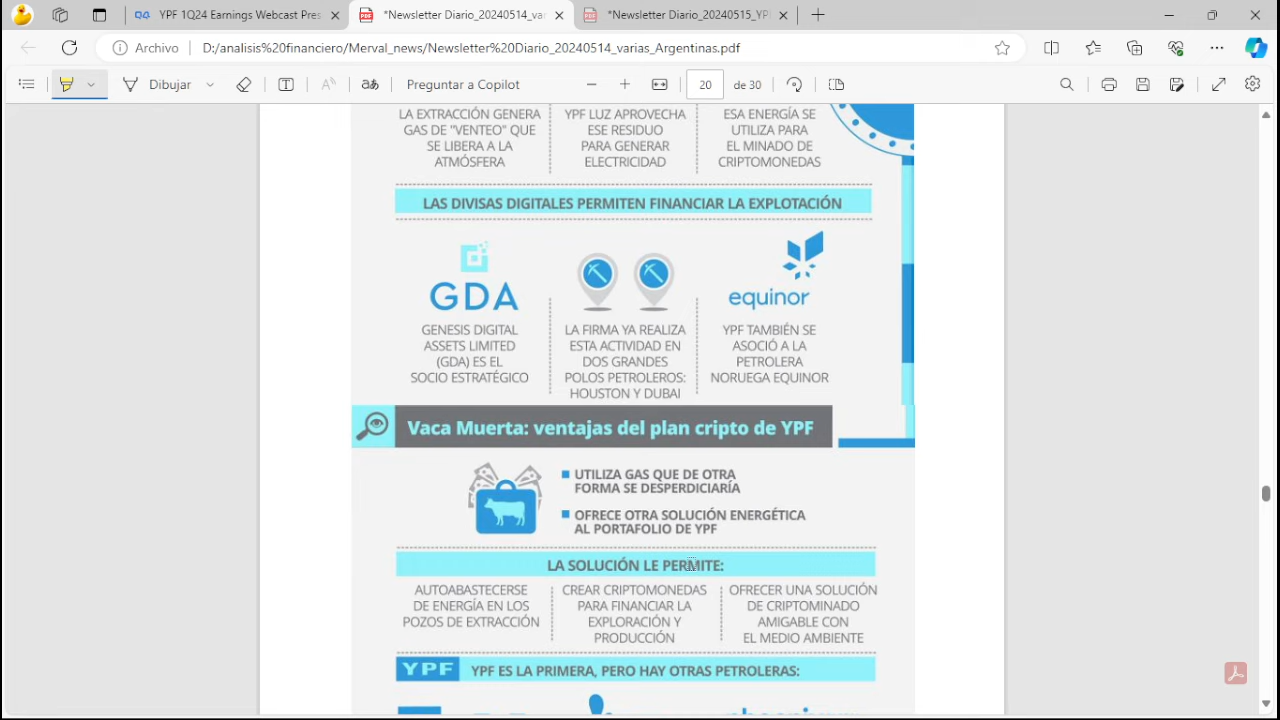 YPF 1Q24 Earnings Webcast Pres
*Newsletter Diario_20240514_var
*Newsletter Diario_20240515_YP
Archivo
D:/analisis%20financiero/Merval_news/Newsletter%20Diario_20240514_varias_Argentinas.pdf
Dibujar
Preguntar a Copilot
20
de 30
LA EXTRACCIÓN GENERA
GAS DE "VENTEO" QUE
SE LIBERA A LA
ATMÓSFERA
YPF LUZ APROVECHA
ESE RESIDUO
PARA GENERAR
ELECTRICIDAD
ESA ENERGÍA SE
UTILIZA PARA
EL MINADO DE
CRIPTOMONEDAS
LAS DIVISAS DIGITALES PERMITEN FINANCIAR LA EXPLOTACIÓN
GDA
GENESIS DIGITAL
ASSETS LIMITED
(GDA) ES EL
SOCIO ESTRATÉGICO
LA FIRMA YA REALIZA
ESTA ACTIVIDAD EN
DOS GRANDES
POLOS PETROLEROS:
HOUSTON Y DUBAI
equinor
YPF TAMBIÉN SE
ASOCIÓ A LA
PETROLERA
NORUEGA EQUINOR
Vaca Muerta: ventajas del plan cripto de YPF
UTILIZA GAS QUE DE OTRA
FORMA SE DESPERDICIARÍA
OFRECE OTRA SOLUCIÓN ENERGÉTICA
AL PORTAFOLIO DE YPF
LA SOLUCIÓN LE PERMITE:
AUTOABASTECERSE
DE ENERGÍA EN LOS
POZOS DE EXTRACCIÓN
CREAR CRIPTOMONEDAS
PARA FINANCIAR LA
EXPLORACIÓN Y
PRODUCCIÓN
OFRECER UNA SOLUCIÓN
DE CRIPTOMINADO
AMIGABLE CON
EL MEDIO AMBIENTE
YPF
YPF ES LA PRIMERA, PERO HAY OTRAS PETROLERAS: